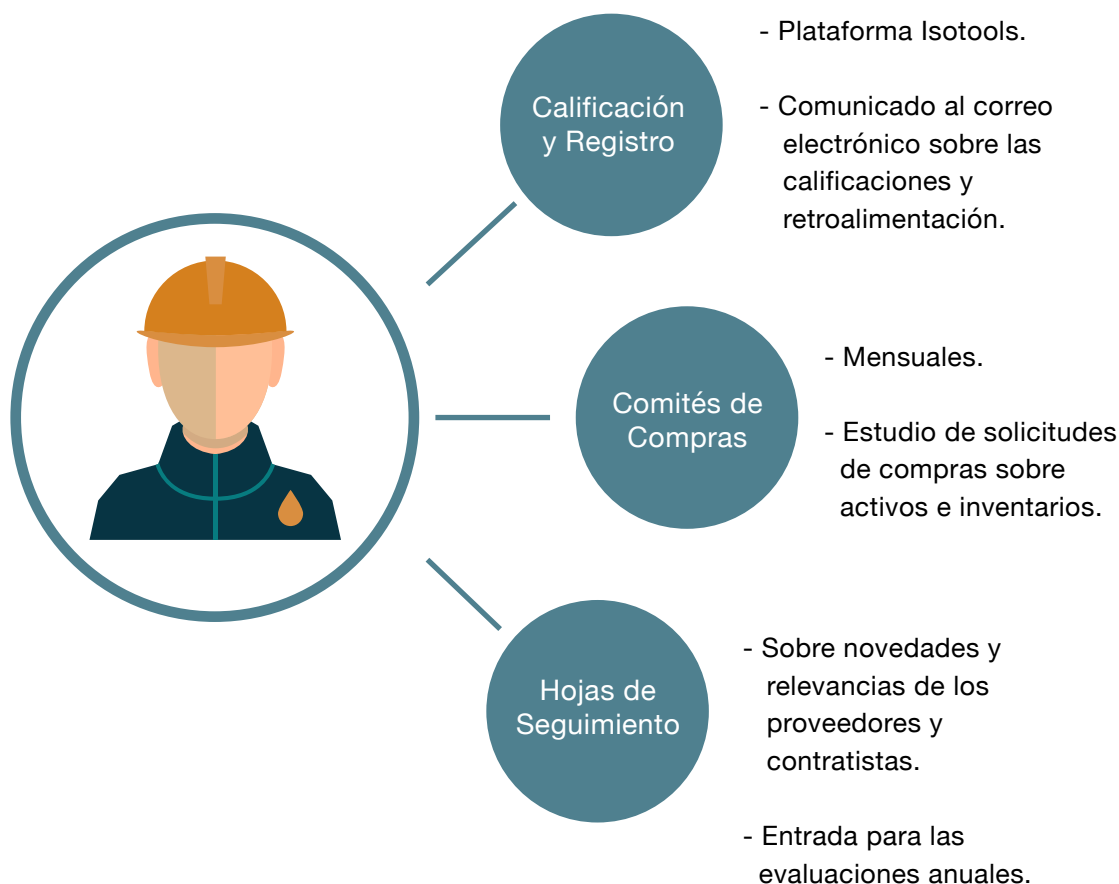 Calificación
y Registro
- Plataforma Isotools.
- Comunicado al correo
electrónico sobre las
calificaciones y
retroalimentación.
Comités de
Compras
- Mensuales.
- Estudio de solicitudes
de compras sobre
activos e inventarios.
Hojas de
Seguimiento
- Sobre novedades y
relevancias de los
proveedores y
contratistas.
- Entrada para las
evaluaciones anuales.